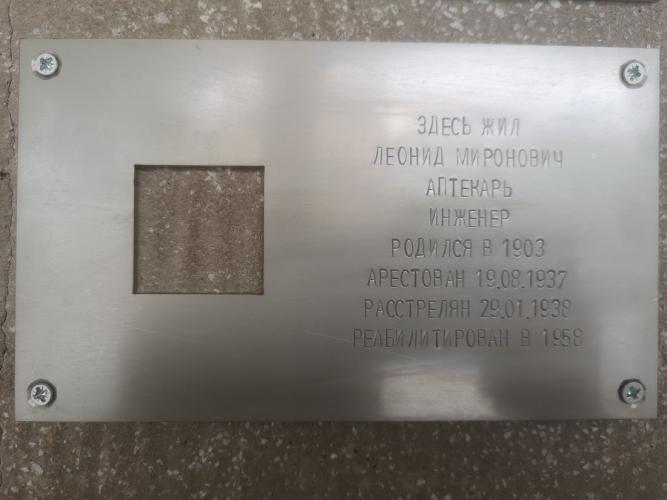 ЗДЕСЬ ЖИЛ
ЛЕОНИД МИРОНОВИЧ
АПТЕКАРЬ
ИНЖЕНЕР
РОДИЛСЯ В 1903
АРЕСТОВАН 19.08.1937
РАССТРЕЛЯН 29.01.1938
РЕАБИЛИТИРОВАН В 1958